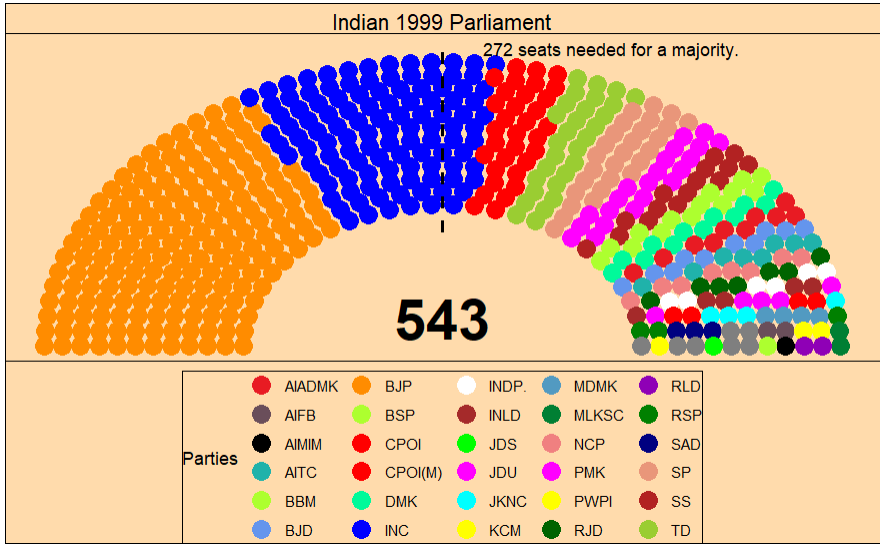 Indian 1999 Parliament
272 seats needed for a majority.
543
Parties
AIADMK BJP INDP. MDMK RLD
AIFB BSP INLD MLKSC RSP
AIMIM CPOI JDS NCP SAD
AITC CPOI(M) JDU PMK SP
BBM DMK JKNC PWPI SS
BJD INC KCM RJD TD